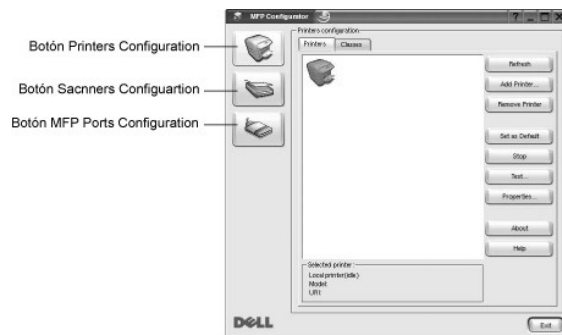 MFP Configurator
Botón Printers Configuration
Botón Sacnners Configuartion
Botón MFP Ports Configuration
Printers configuration
Printers
Classes
Refresh
Add Printer...
Remove Printer
Set as Default
Stop
Test...
Properties...
About
Help
Selected printer:
Local printer(idle)
Model:
URI:
DELL
Exit